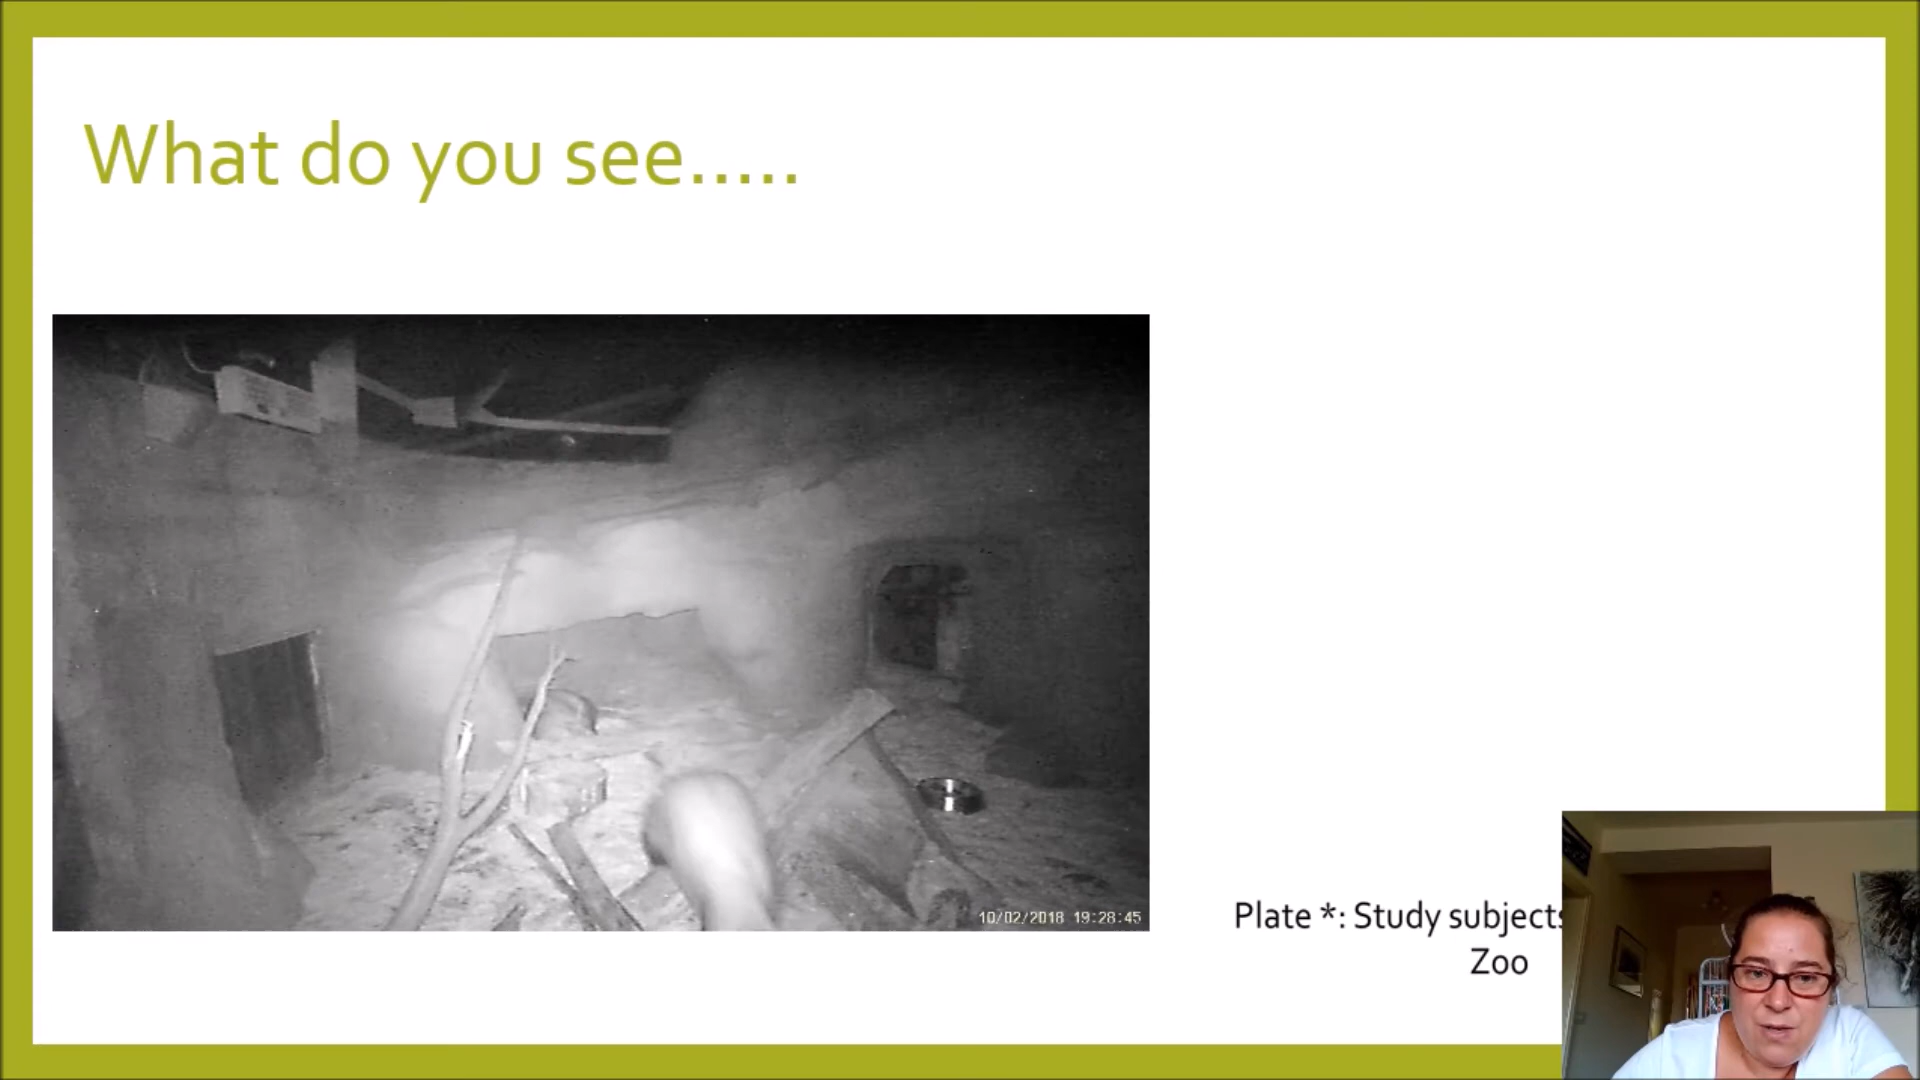 What do you see.....
10/02/2018 19:28:45
Plate *: Study subjects
Zoo